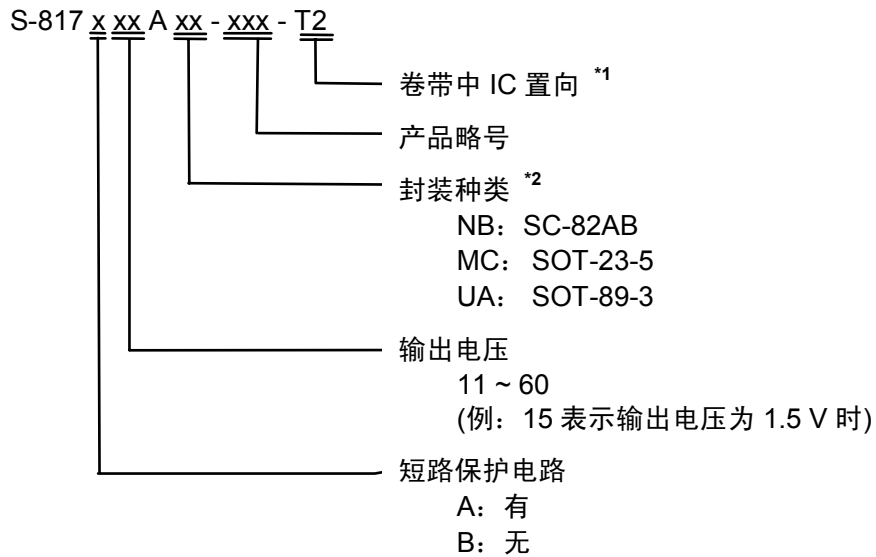 S-817 x xx A xx - xxx - T2
卷带中 IC 置向 *1
产品略号
封装种类 *2
NB：SC-82AB
MC： SOT-23-5
UA： SOT-89-3
输出电压
11 ~ 60
(例：15 表示输出电压为 1.5 V 时)
短路保护电路
A：有
B：无